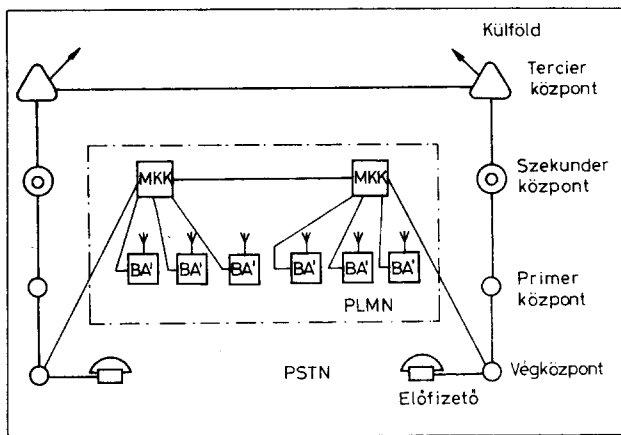 Külföld
Tercier
központ
Szekunder
központ
MKK MKK
BA' BA' BA' BA' BA' BA'
PLMN
Primer
központ
PSTN
Végközpont
Előfizető